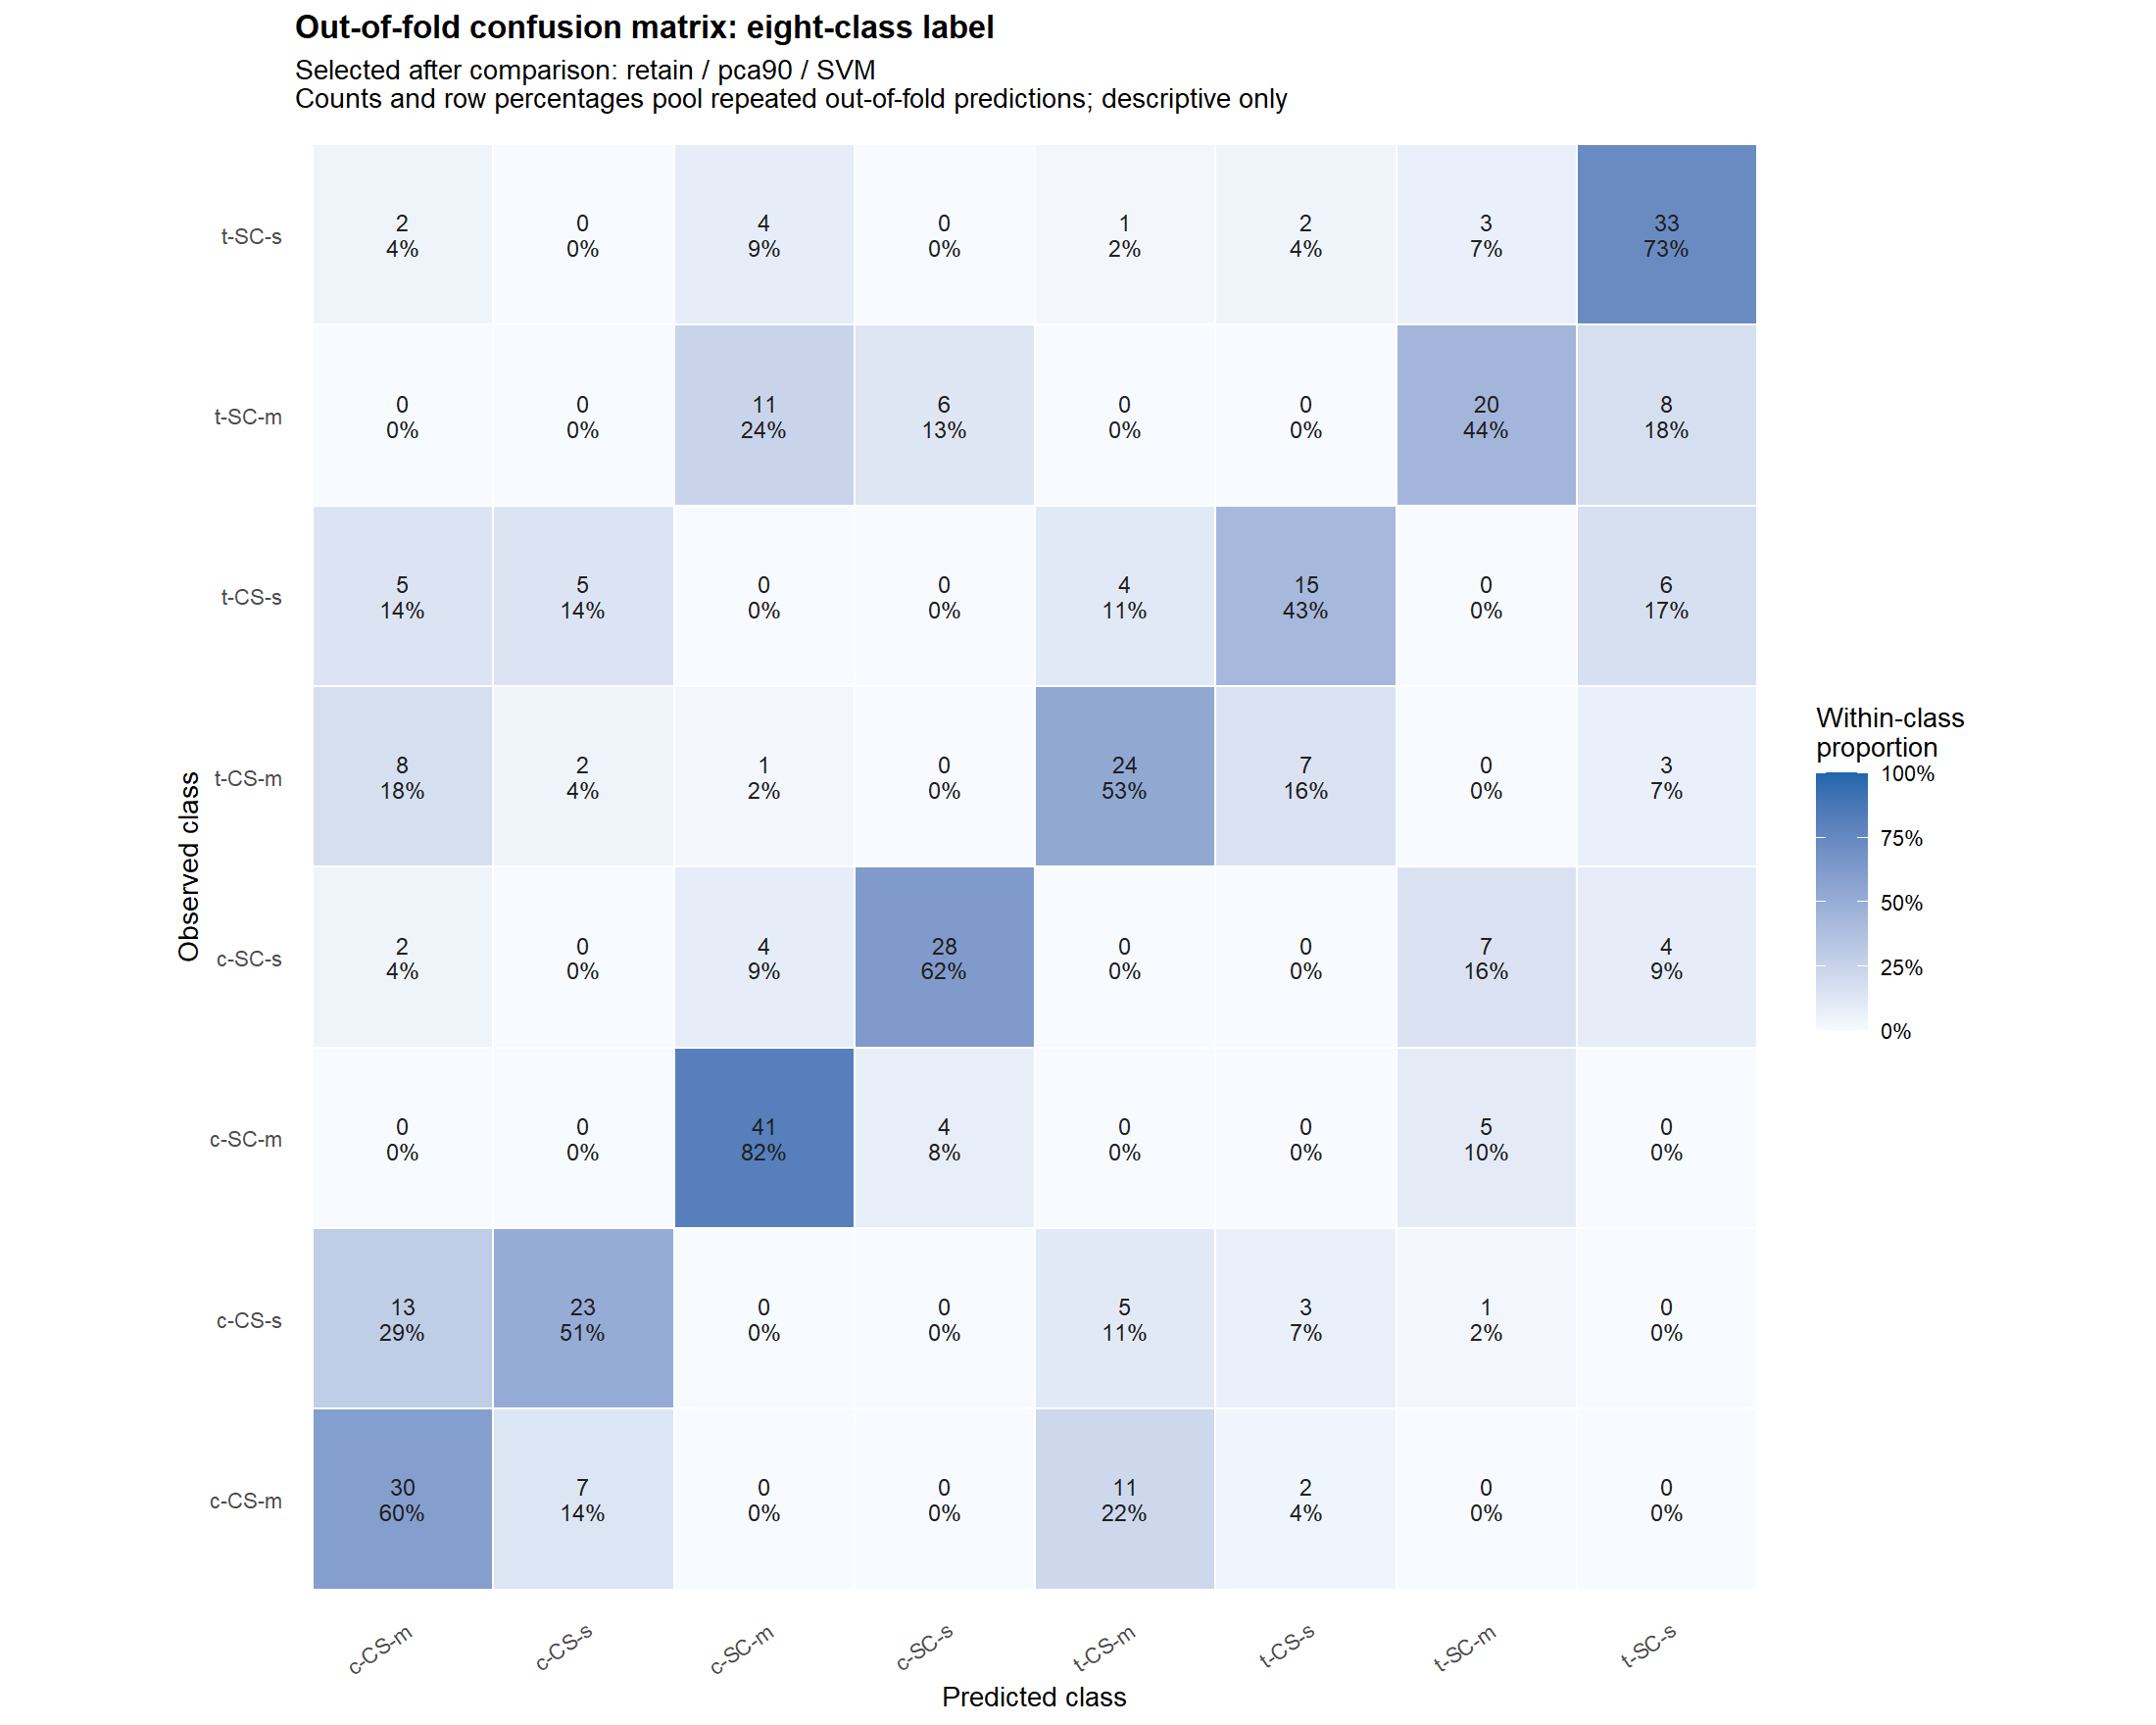 Out-of-fold confusion matrix: eight-class label
Selected after comparison: retain / pca90 / SVM
Counts and row percentages pool repeated out-of-fold predictions; descriptive only
Observed class
t-SC-s
2 0 4 0 1 2 3 33
4% 0% 9% 0% 2% 4% 7% 73%
t-SC-m
0 0 11 6 0 0 20 8
0% 0% 24% 13% 0% 0% 44% 18%
t-CS-s
5 5 0 0 4 15 0 6
14% 14% 0% 0% 11% 43% 0% 17%
t-CS-m
8 2 1 0 24 7 0 3
18% 4% 2% 0% 53% 16% 0% 7%
c-SC-s
2 0 4 28 0 0 7 4
4% 0% 9% 62% 0% 0% 16% 9%
c-SC-m
0 0 41 4 0 0 5 0
0% 0% 82% 8% 0% 0% 10% 0%
c-CS-s
13 23 0 0 5 3 1 0
29% 51% 0% 0% 11% 7% 2% 0%
c-CS-m
30 7 0 0 11 2 0 0
60% 14% 0% 0% 22% 4% 0% 0%
c-CS-m c-CS-s c-SC-m c-SC-s t-CS-m t-CS-s t-SC-m t-SC-s
Predicted class
Within-class
proportion
100%
75%
50%
25%
0%